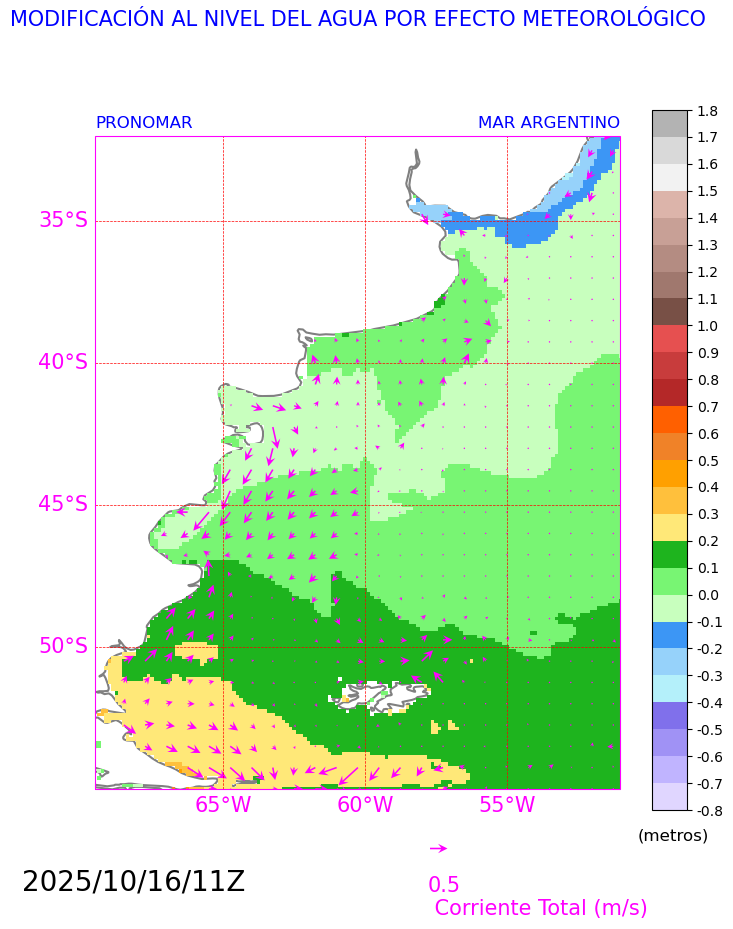 MODIFICACIÓN AL NIVEL DEL AGUA POR EFECTO METEOROLÓGICO
PRONOMAR
MAR ARGENTINO
35°S
40°S
45°S
50°S
65°W
60°W
55°W
1.8
1.7
1.6
1.5
1.4
1.3
1.2
1.1
1.0
0.9
0.8
0.7
0.6
0.5
0.4
0.3
0.2
0.1
0.0
-0.1
-0.2
-0.3
-0.4
-0.5
-0.6
-0.7
-0.8
(metros)
2025/10/16/11Z
0.5
Corriente Total (m/s)